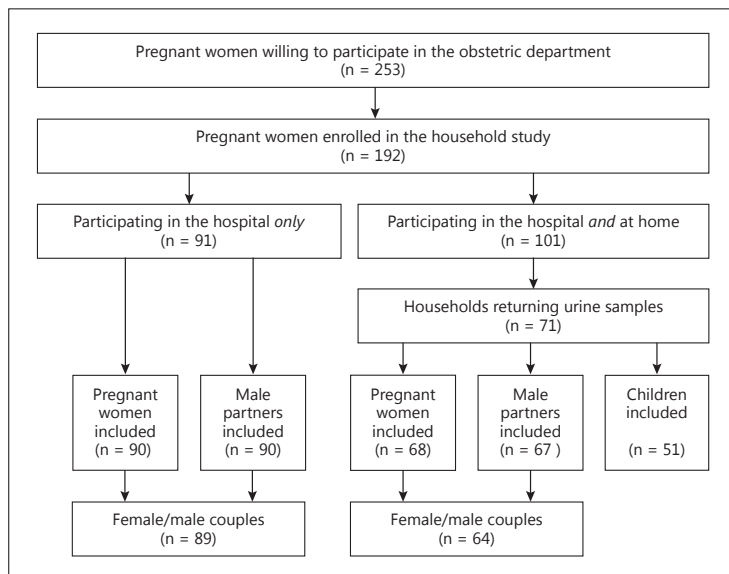 Pregnant women willing to participate in the obstetric department
(n = 253)
Pregnant women enrolled in the household study
(n = 192)
Participating in the hospital only
(n = 91)
Participating in the hospital and at home
(n = 101)
Households returning urine samples
(n = 71)
Pregnant
women
included
(n = 90)
Male
partners
included
(n = 90)
Pregnant
women
included
(n = 68)
Male
partners
included
(n = 67 )
Children
included
(n = 51)
Female/male couples
(n = 89)
Female/male couples
(n = 64)